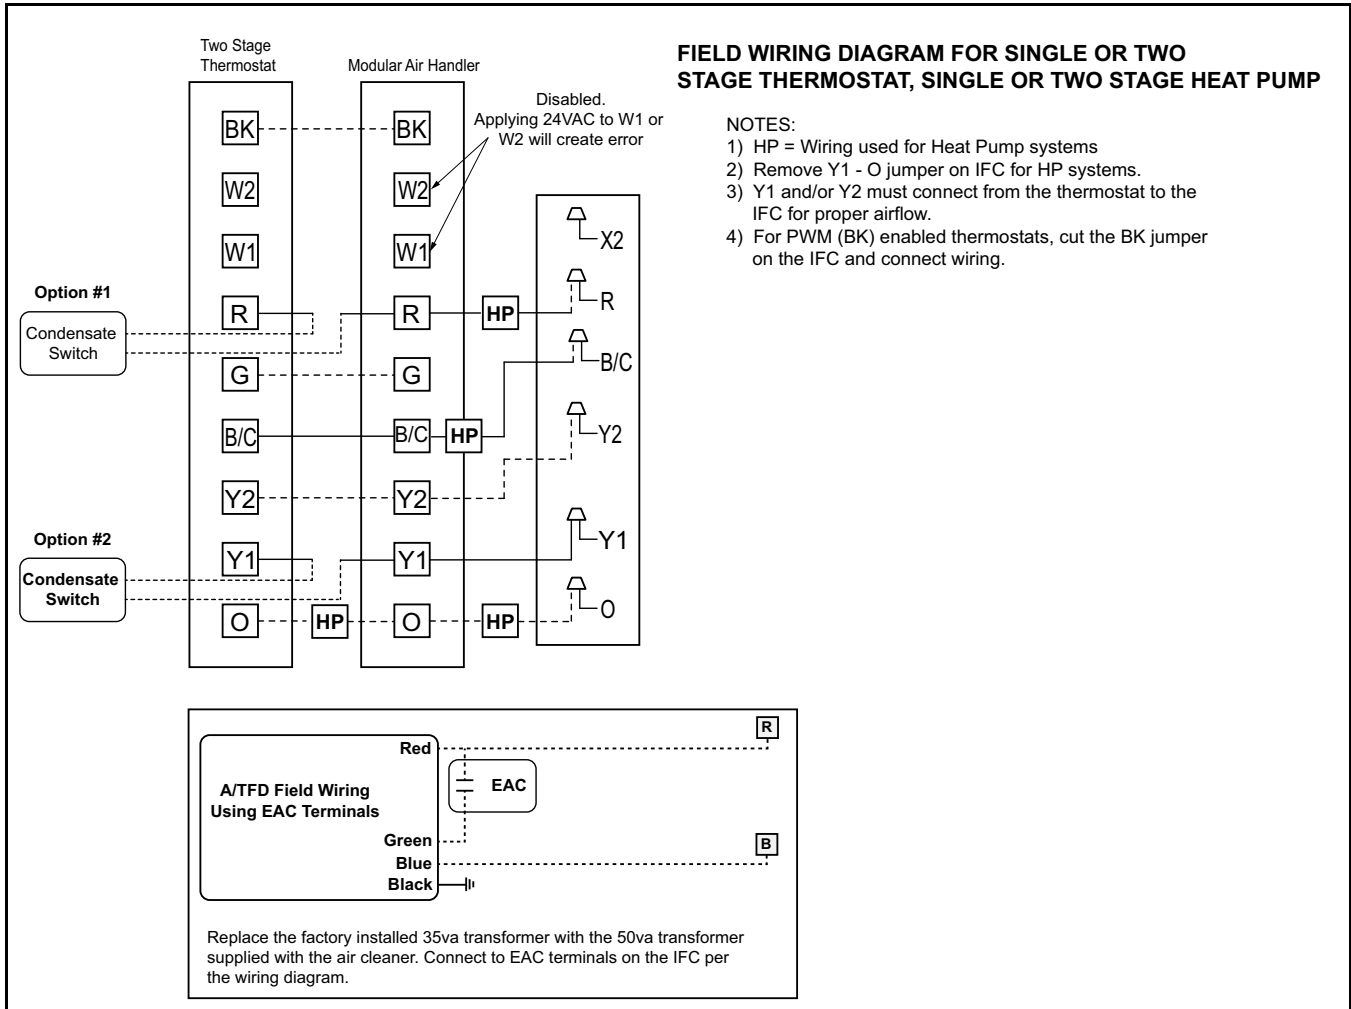 Two Stage
Thermostat
Modular Air Handler
FIELD WIRING DIAGRAM FOR SINGLE OR TWO
STAGE THERMOSTAT, SINGLE OR TWO STAGE HEAT PUMP
Disabled.
Applying 24VAC to W1 or
W2 will create error
NOTES:
1) HP = Wiring used for Heat Pump systems
2) Remove Y1 - O jumper on IFC for HP systems.
3) Y1 and/or Y2 must connect from the thermostat to the
IFC for proper airflow.
4) For PWM (BK) enabled thermostats, cut the BK jumper
on the IFC and connect wiring.
BK BK
W2 W2
X2
W1 W1
Option #1
Condensate
Switch
R R HP R
G G B/C
B/C B/C HP Y2
Y2 Y2
Option #2
Condensate
Switch
Y1 Y1 Y1
O HP O HP O
A/TFD Field Wiring
Using EAC Terminals
Red
EAC
Green
Blue
Black
R
B
Replace the factory installed 35va transformer with the 50va transformer
supplied with the air cleaner. Connect to EAC terminals on the IFC per
the wiring diagram.